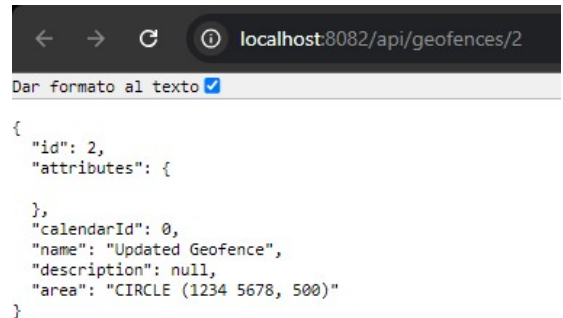 localhost:8082/api/geofences/2
Dar formato al texto
{
"id": 2,
"attributes": {
},
"calendarId": 0,
"name": "Updated Geofence",
"description": null,
"area": "CIRCLE (1234 5678, 500)"
}